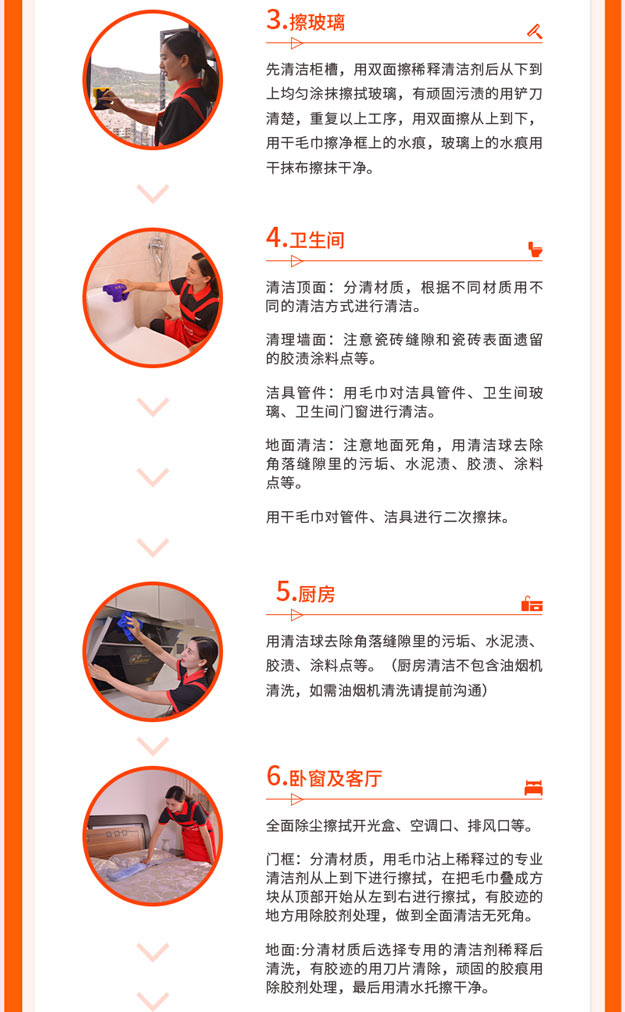 3.擦玻璃
先清洁柜槽，用双面擦稀释清洁剂后从下到
上均匀涂抹擦拭玻璃，有顽固污渍的用铲刀
清楚，重复以上工序，用双面擦从上到下，
用干毛巾擦净框上的水痕，玻璃上的水痕用
干抹布擦抹干净。
4.卫生间
清洁顶面：分清材质，根据不同材质用不
同的清洁方式进行清洁。
清理墙面：注意瓷砖缝隙和瓷砖表面遗留
的胶渍涂料点等。
洁具管件：用毛巾对洁具管件、卫生间玻
璃、卫生间门窗进行清洁。
地面清洁：注意地面死角，用清洁球去除
角落缝隙里的污垢、水泥渍、胶渍、涂料
点等。
用干毛巾对管件、洁具进行二次擦抹。
5.厨房
用清洁球去除角落缝隙里的污垢、水泥渍、
胶渍、涂料点等。（厨房清洁不包含油烟机
清洗，如需油烟机清洗请提前沟通）
6.卧窗及客厅
全面除尘擦拭开光盒、空调口、排风口等。
门框：分清材质，用毛巾沾上稀释过的专业
清洁剂从上到下进行擦拭，在把毛巾叠成方
块从顶部开始从左到右进行擦拭，有胶迹的
地方用除胶剂处理，做到全面清洁无死角。
地面:分清材质后选择专用的清洁剂稀释后
清洗，有胶迹的用刀片清除，顽固的胶痕用
除胶剂处理，最后用清水托擦干净。